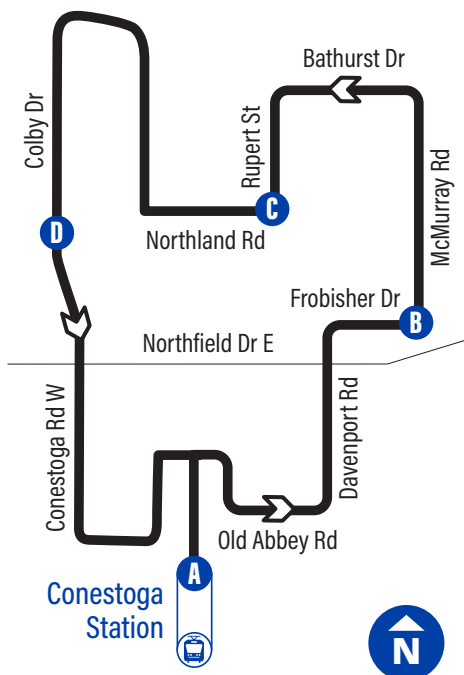 Bathurst Dr
Colby Dr
Rupert St
McMurray Rd
C
D
Northland Rd
Frobisher Dr
B
Northfield Dr E
Conestoga Rd W
Davenport Rd
Old Abbey Rd
A
Conestoga
Station
N